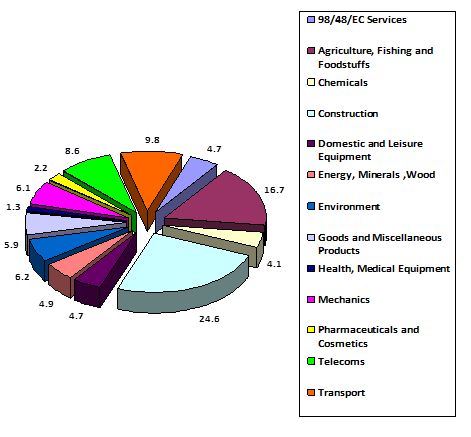 98/48/EC Services
Agriculture, Fishing and
Foodstuffs
Chemicals
Construction
Domestic and Leisure
Equipment
Energy, Minerals ,Wood
Environment
Goods and Miscellaneous
Products
Health, Medical Equipment
Mechanics
Pharmaceuticals and
Cosmetics
Telecoms
Transport
9.8
4.7
16.7
4.1
24.6
4.7
4.9
6.2
5.9
1.3
6.1
2.2
8.6